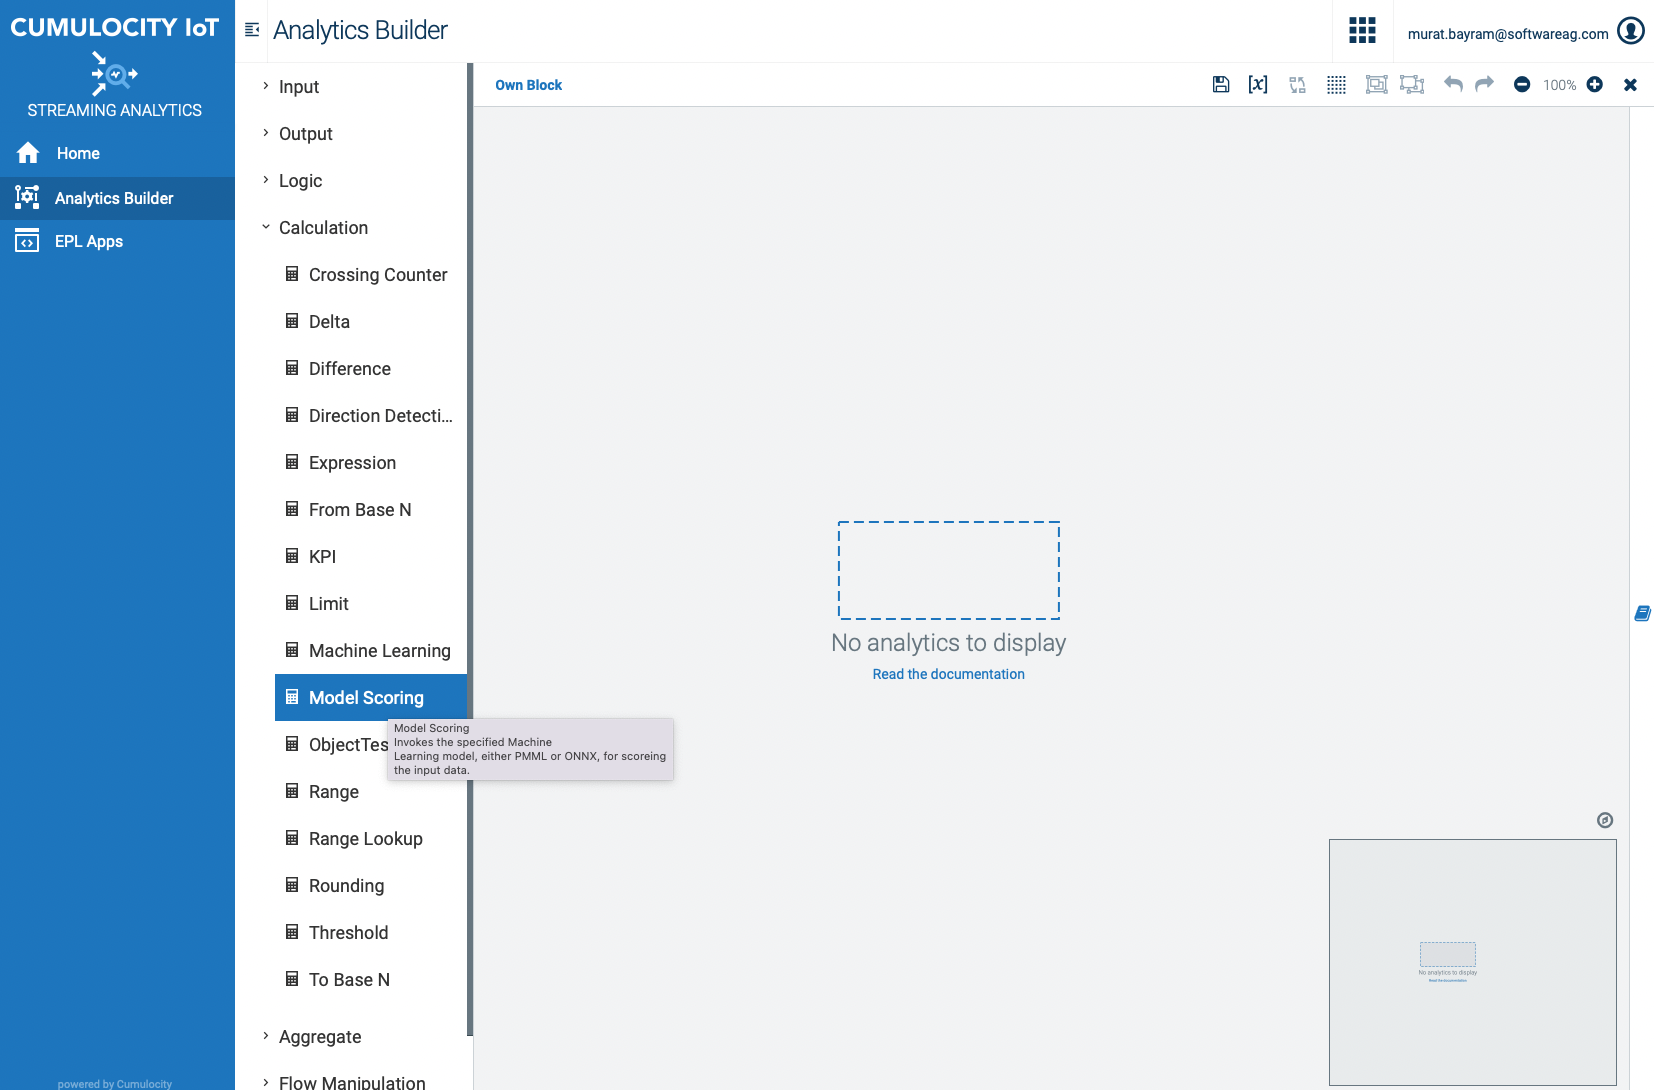 CUMULOCITY IoT
STREAMING ANALYTICS
Home
Analytics Builder
EPL Apps
powered by Cumulocity
Analytics Builder
murat.bayram@softwareag.com
Input
Output
Logic
Calculation
Crossing Counter
Delta
Difference
Direction Detecti...
Expression
From Base N
KPI
Limit
Machine Learning
Model Scoring
ObjectTes
Range
Range Lookup
Rounding
Threshold
To Base N
Aggregate
Flow Manipulation
Model Scoring
Invokes the specified Machine
Learning model, either PMML or ONNX, for scoreing
the input data.
Own Block
[x]
100%
No analytics to display
Read the documentation
No analytics to display
Read the documentation